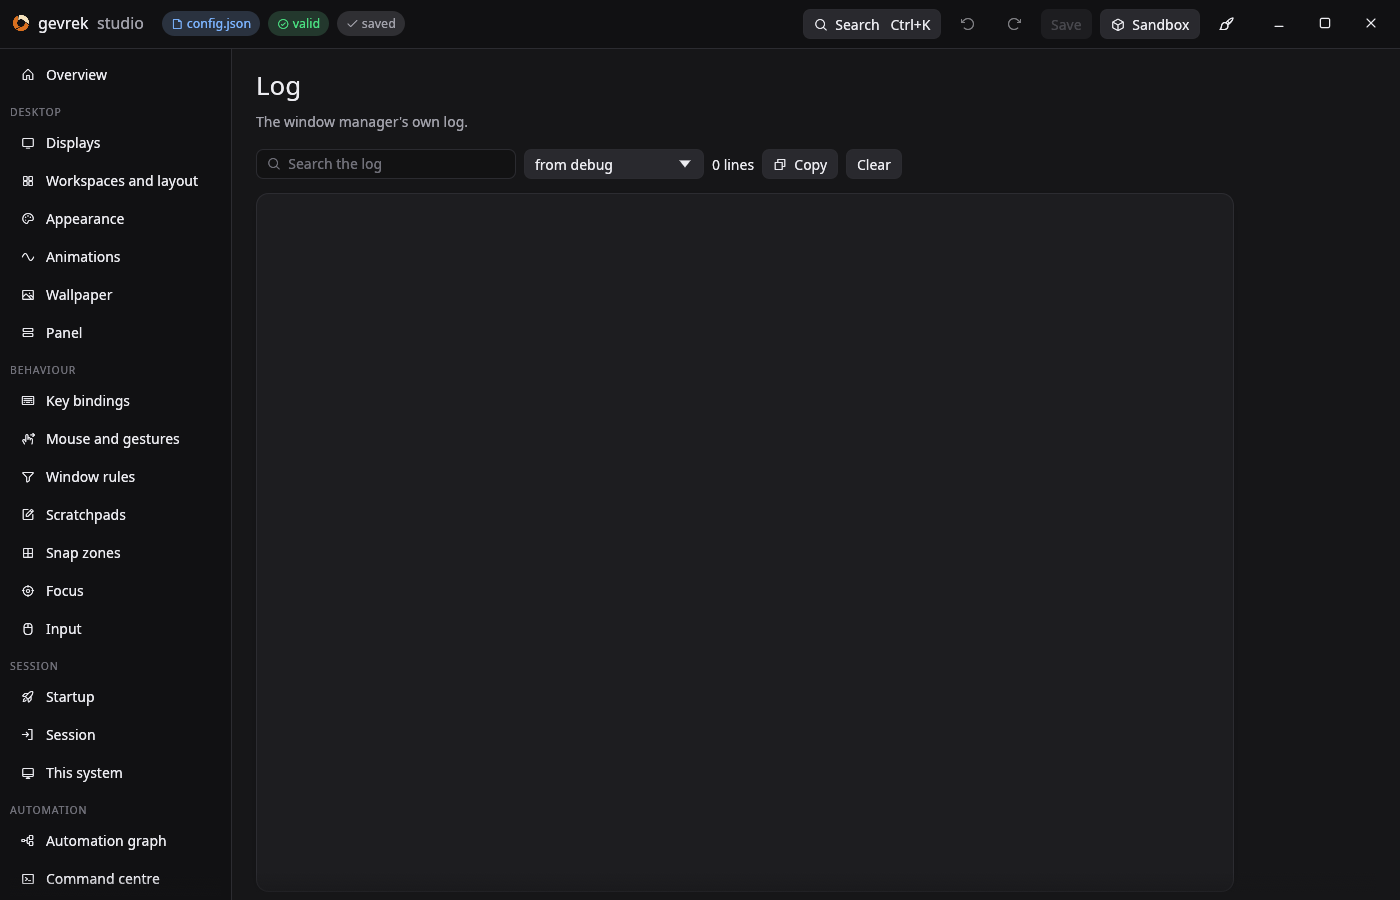 gevrek studio config.json valid saved Search Ctrl+K Save Sandbox
Overview
DESKTOP
Displays
Workspaces and layout
Appearance
Animations
Wallpaper
Panel
BEHAVIOUR
Key bindings
Mouse and gestures
Window rules
Scratchpads
Snap zones
Focus
Input
SESSION
Startup
Session
This system
AUTOMATION
Automation graph
Command centre
Log
The window manager's own log.
Search the log from debug 0 lines Copy Clear